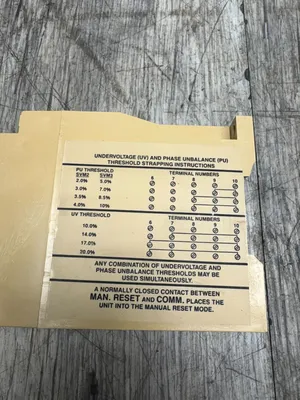 UNDERVOLTAGE (UV) AND PHASE UNBALANCE (PU)
THRESHOLD STRAPPING INSTRUCTIONS
PU THRESHOLD TERMINAL NUMBERS
SVM2 SVM3 6 7 8 9 10
2.0% 5.0%
3.0% 7.0%
3.5% 8.5%
4.0% 10%
UV THRESHOLD TERMINAL NUMBERS
6 7 8 9 10
10.0%
14.0%
17.0%
20.0%
ANY COMBINATION OF UNDERVOLTAGE AND
PHASE UNBALANCE THRESHOLDS MAY BE
USED SIMULTANEOUSLY.
A NORMALLY CLOSED CONTACT BETWEEN
MAN. RESET AND COMM. PLACES THE
UNIT INTO THE MANUAL RESET MODE.